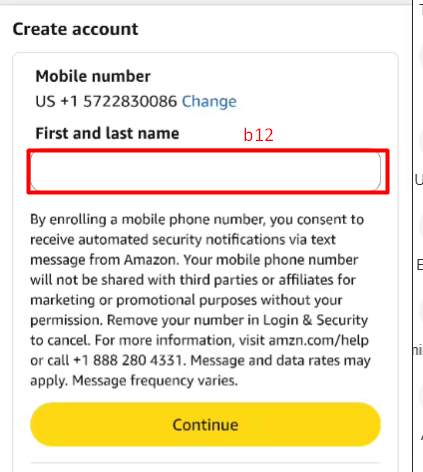 Create account
Mobile number
US +1 5722830086 Change
First and last name b12
By enrolling a mobile phone number, you consent to
receive automated security notifications via text
message from Amazon. Your mobile phone number
will not be shared with third parties or affiliates for
marketing or promotional purposes without your
permission. Remove your number in Login & Security
to cancel. For more information, visit amzn.com/help
or call +1 888 280 4331. Message and data rates may
apply. Message frequency varies.
Continue